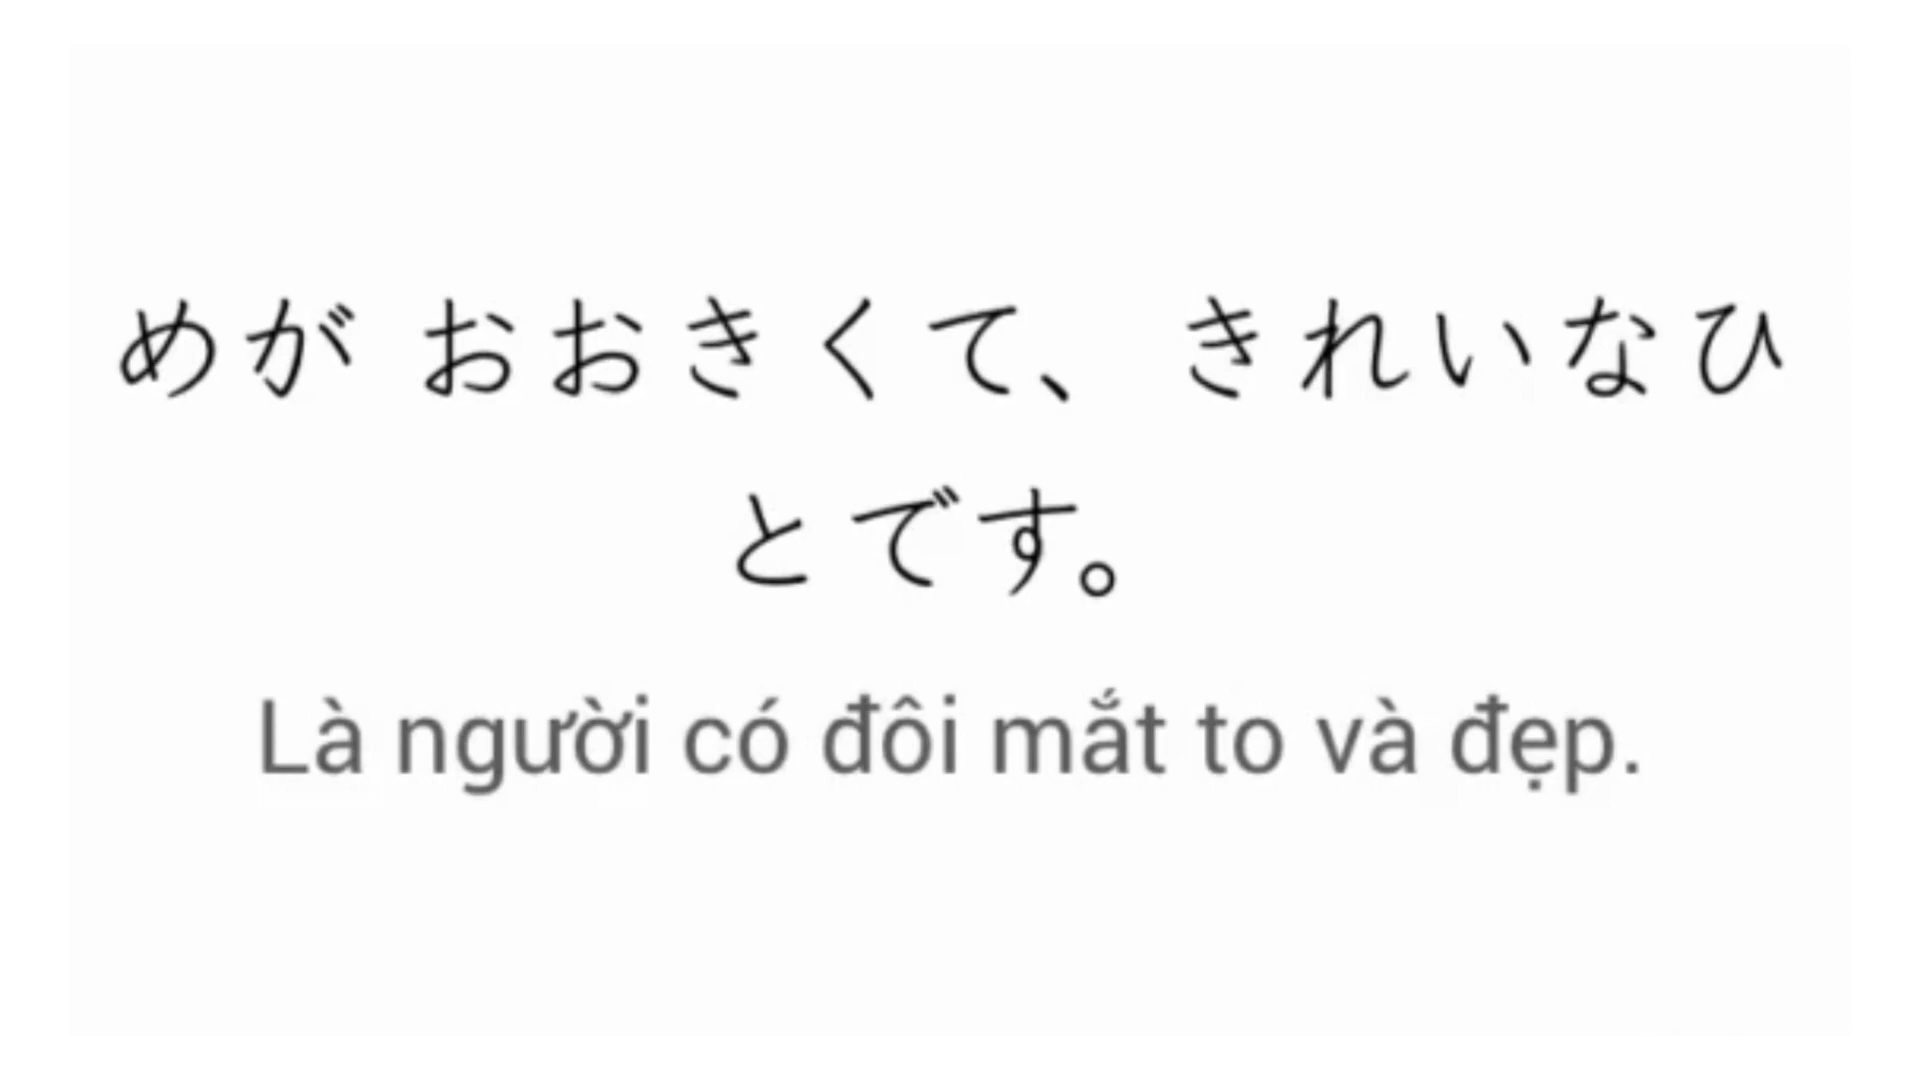 めが おおきくて、きれいなひ
とです。
Là người có đôi mắt to và đẹp.